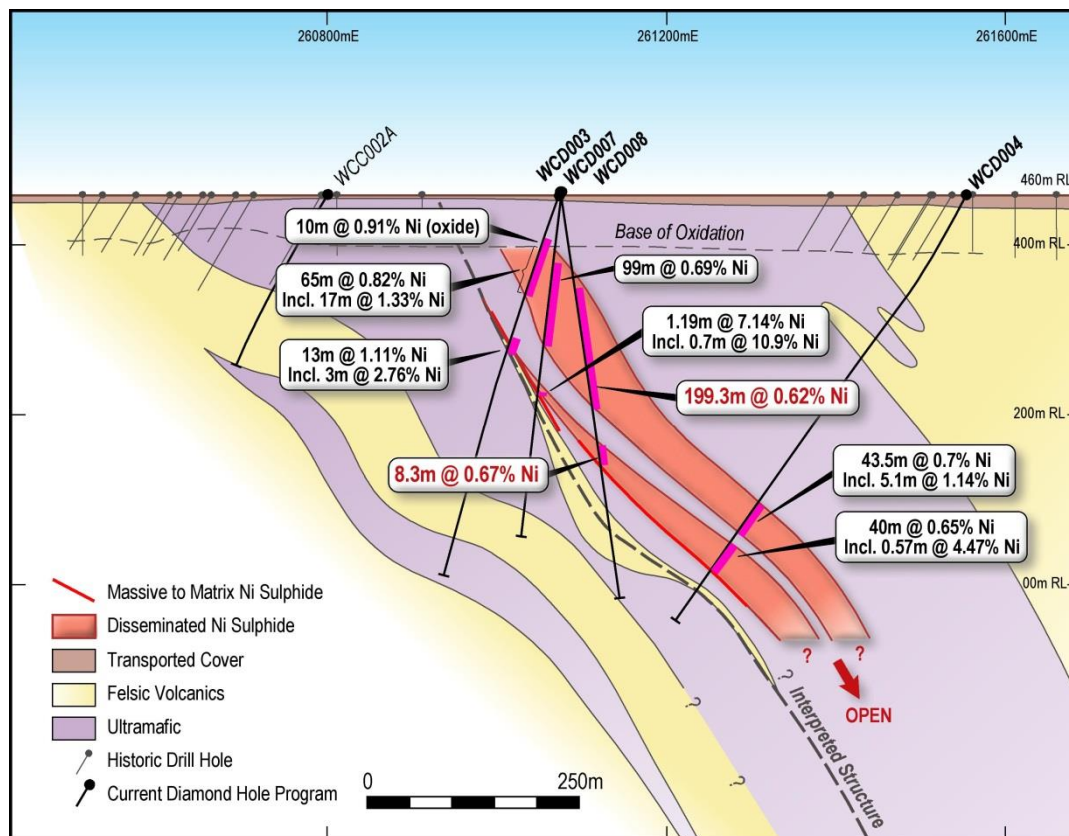 260800mE
261200mE
261600mE
WCC002A
WCD003
WCD007
WCD008
WCD004
460m RL
10m @ 0.91% Ni (oxide)
Base of Oxidation
400m RL
65m @ 0.82% Ni
Incl. 17m @ 1.33% Ni
99m @ 0.69% Ni
1.19m @ 7.14% Ni
Incl. 0.7m @ 10.9% Ni
13m @ 1.11% Ni
Incl. 3m @ 2.76% Ni
199.3m @ 0.62% Ni
200m RL
8.3m @ 0.67% Ni
43.5m @ 0.7% Ni
Incl. 5.1m @ 1.14% Ni
40m @ 0.65% Ni
Incl. 0.57m @ 4.47% Ni
00m RL
Massive to Matrix Ni Sulphide
Disseminated Ni Sulphide
Transported Cover
Felsic Volcanics
Ultramafic
Historic Drill Hole
Current Diamond Hole Program
? ?
OPEN
?
?
?
Interpreted Structure
0 250m